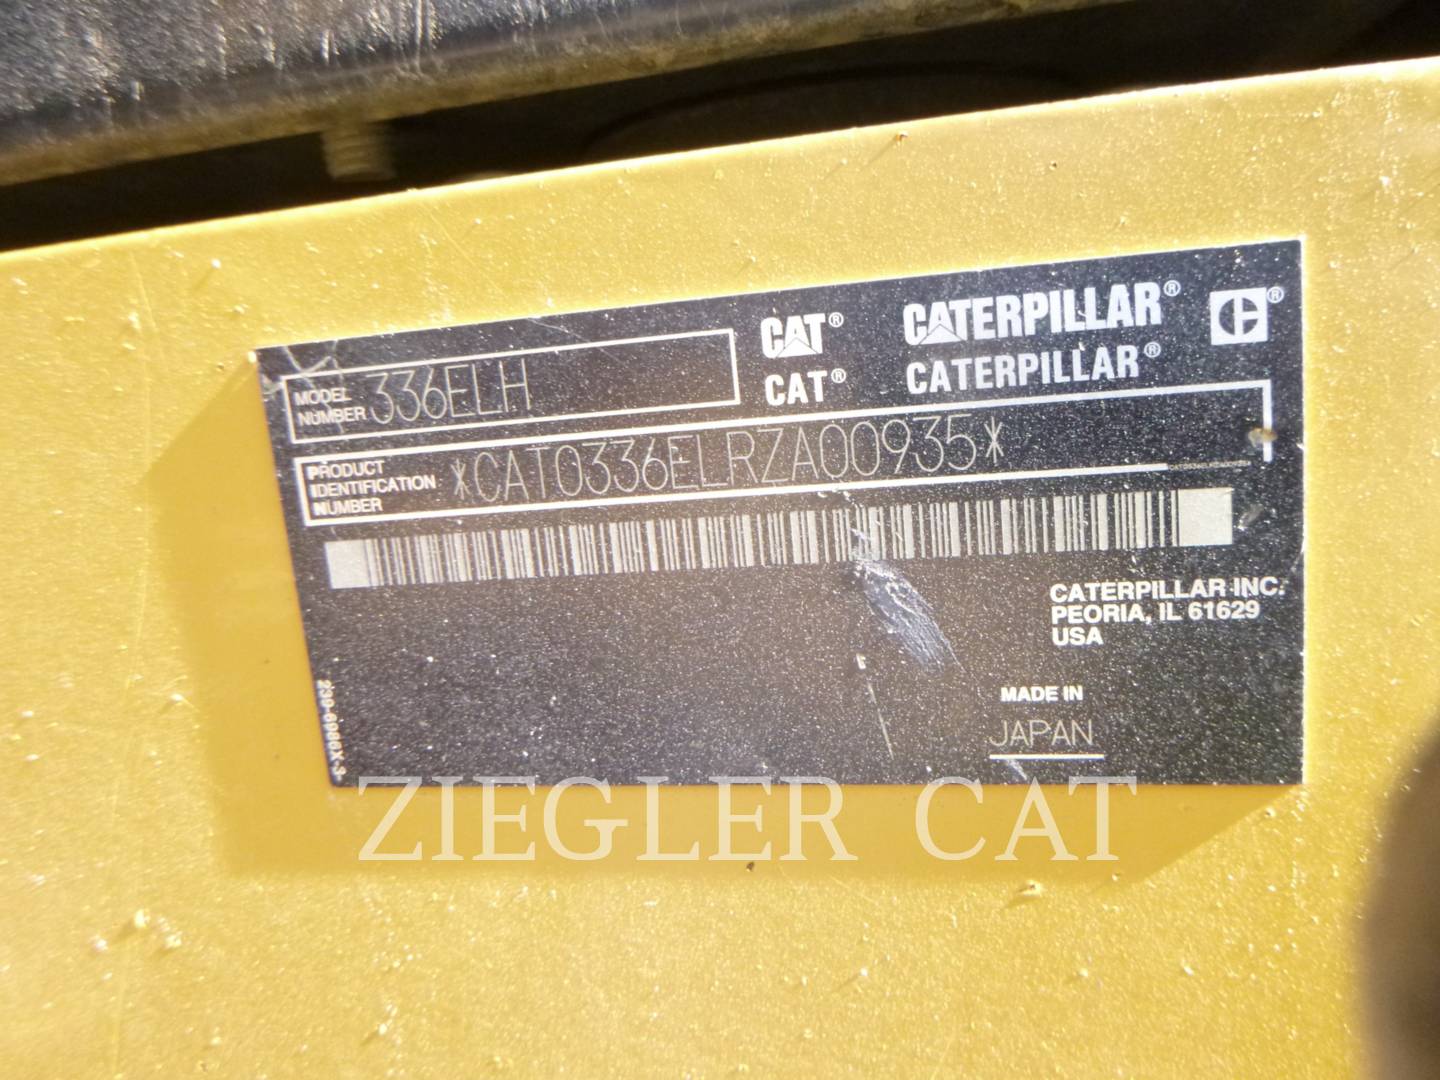 MODEL NUMBER 336ELH
CAT® CATERPILLAR®
CAT® CATERPILLAR®
PRODUCT IDENTIFICATION NUMBER *CAT0336ELRZA00935*
CATERPILLAR INC.
PEORIA, IL 61629
USA
MADE IN
JAPAN
ZIEGLER CAT